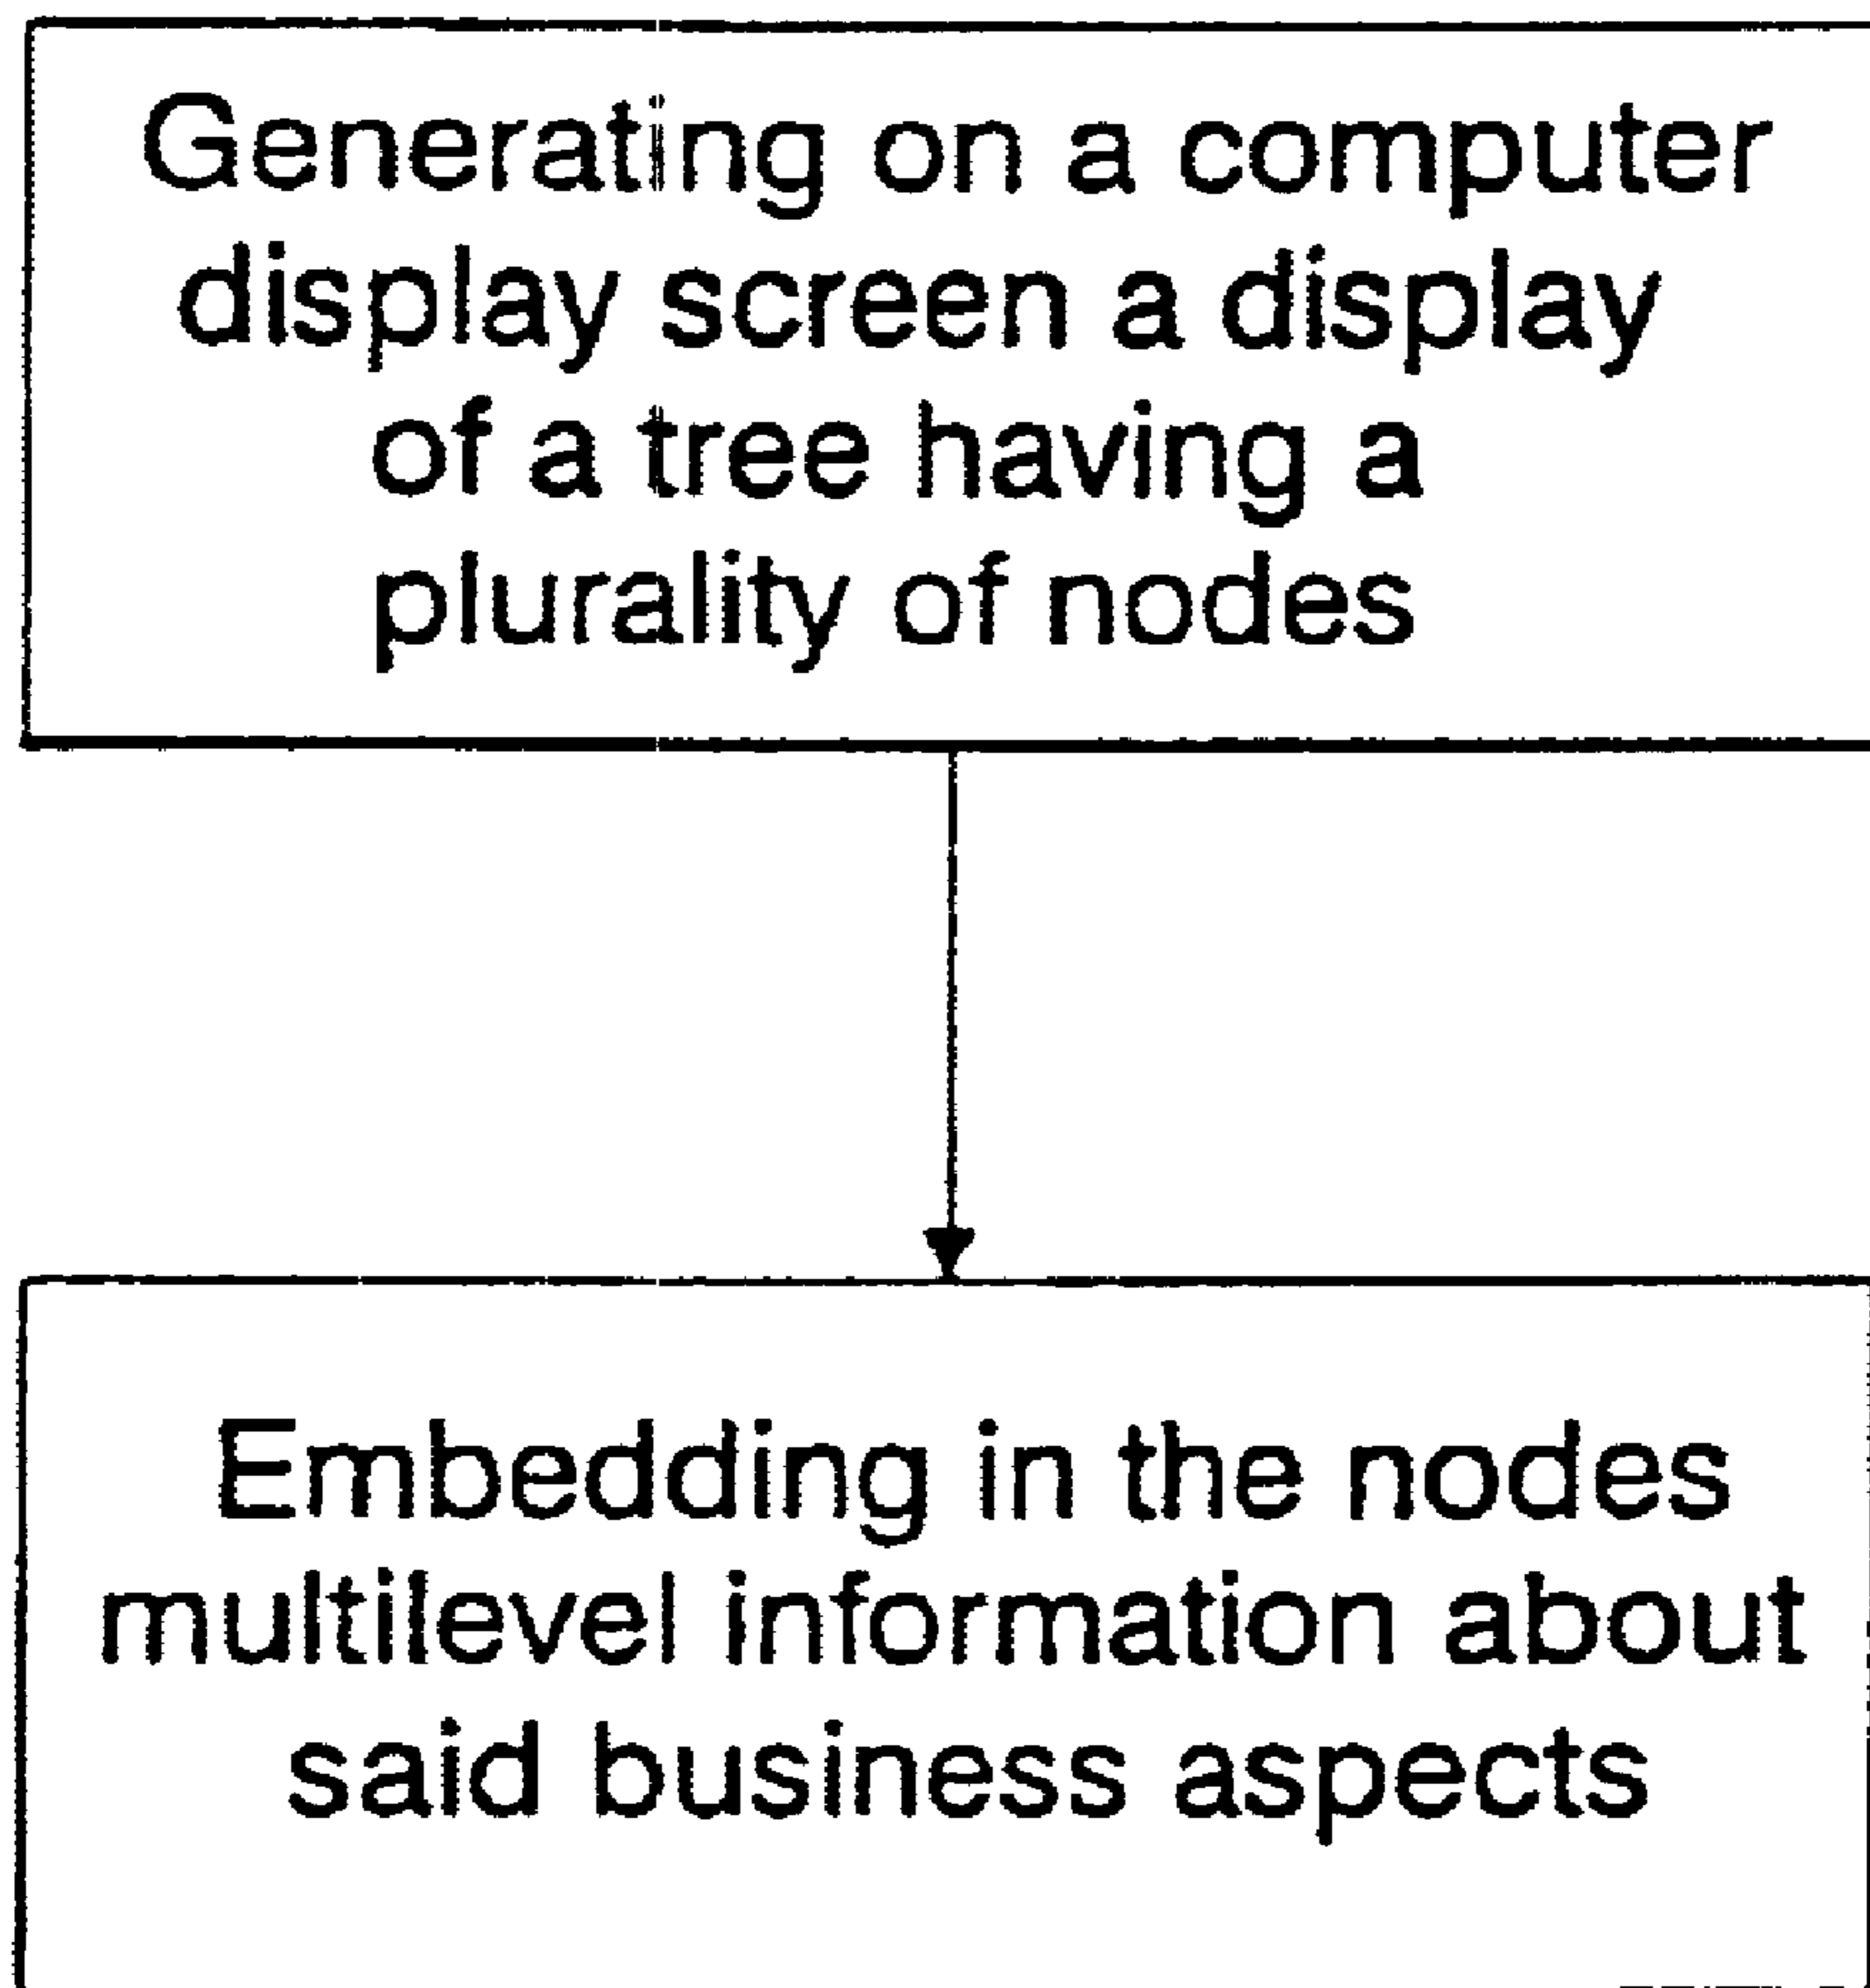 Generating on a computer
display screen a display
of a tree having a
plurality of nodes
Embedding in the nodes
multilevel information about
said business aspects